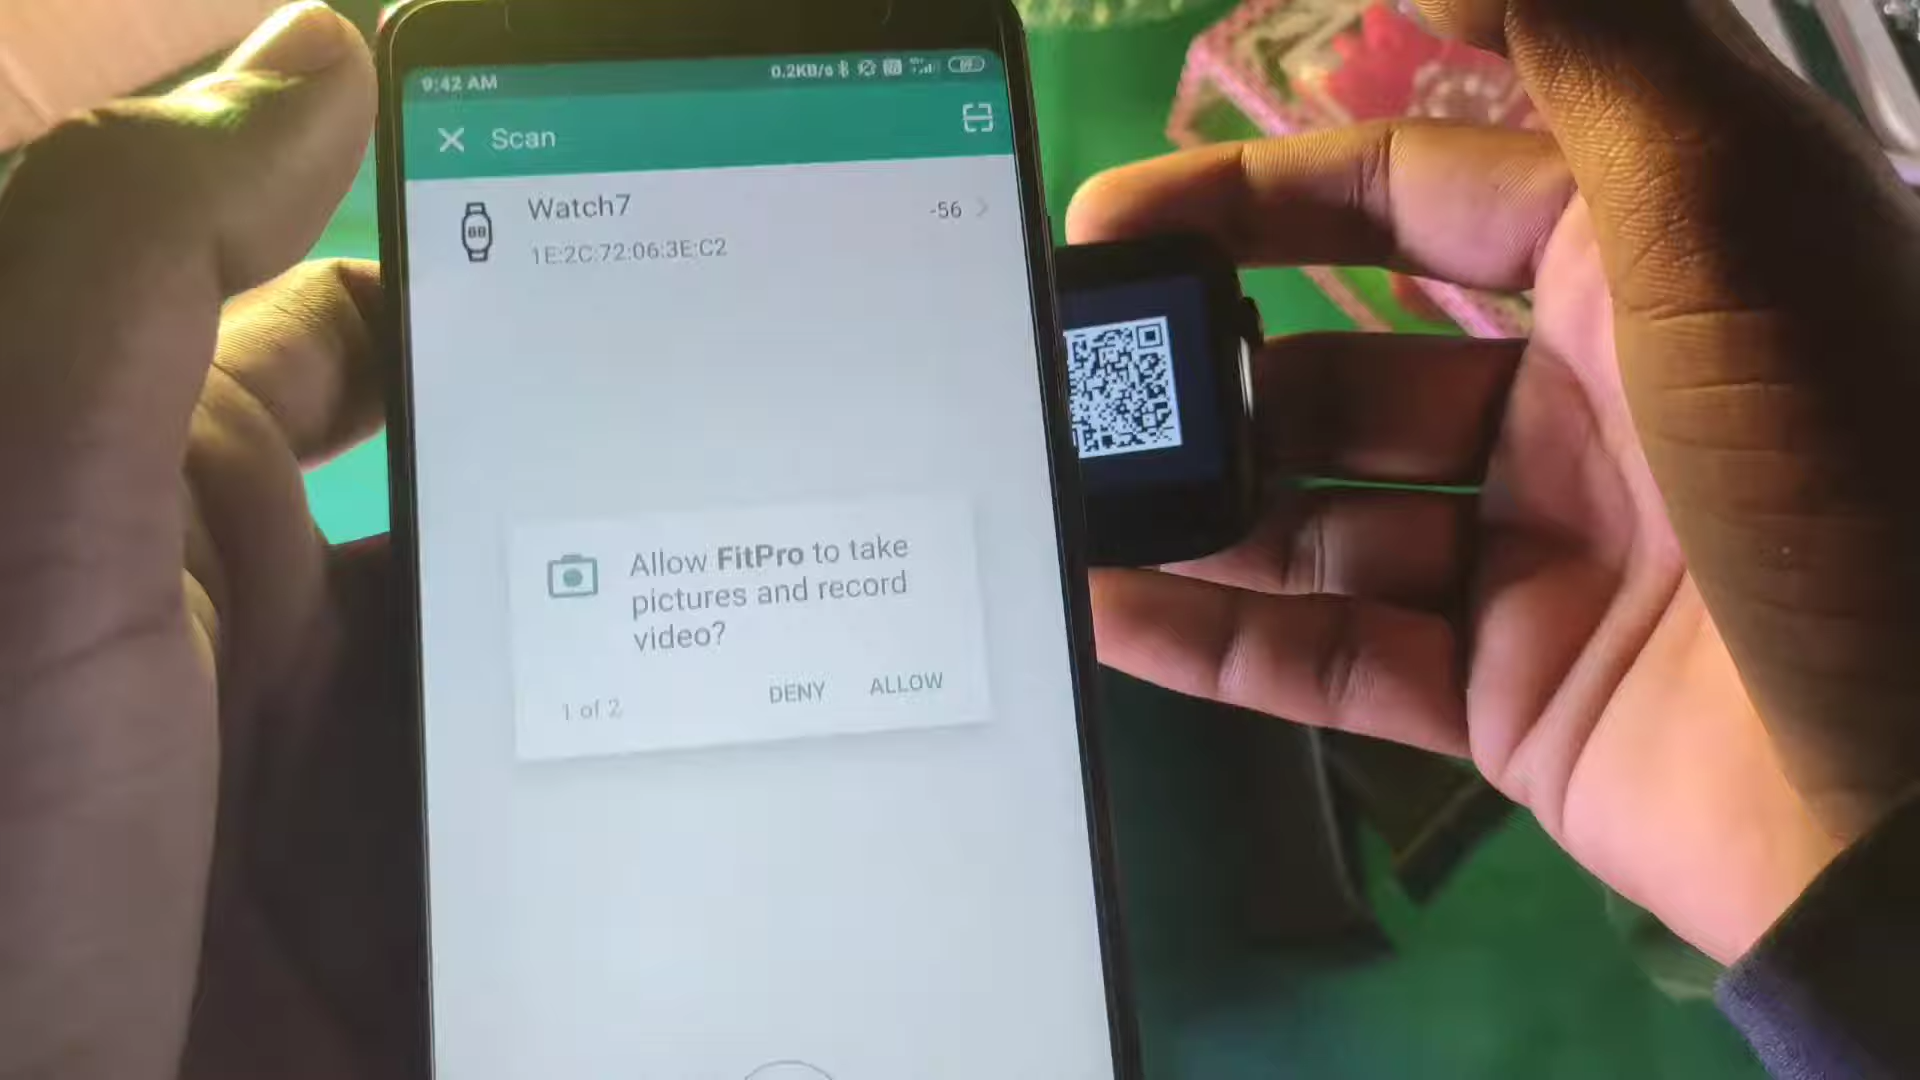 9:42 AM
0.2KB/s
Scan
Watch7
-56
1E:2C:72:06:3E:C2
Allow FitPro to take
pictures and record
video?
1 of 2
DENY
ALLOW